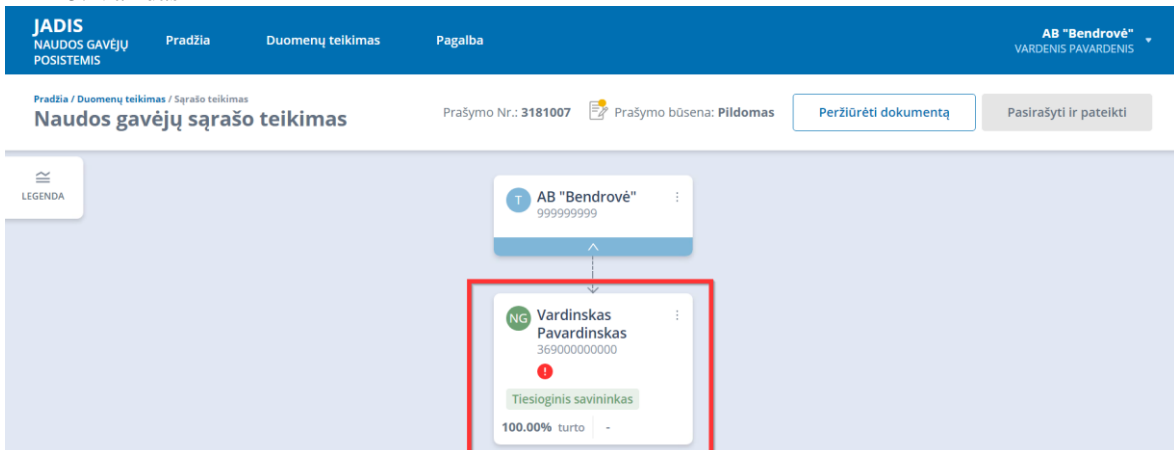 JADIS
NAUDOS GAVĖJŲ
POSISTEMIS
Pradžia
Duomenų teikimas
Pagalba
AB "Bendrovė"
VARDENIS PAVARDENIS
Pradžia / Duomenų teikimas / Sąrašo teikimas
Naudos gavėjų sąrašo teikimas
Prašymo Nr.: 3181007
Prašymo būsena: Pildomas
Peržiūrėti dokumentą
Pasirašyti ir pateikti
LEGENDA
T
AB "Bendrovė"
999999999
NG
Vardinskas
Pavardinskas
369000000000
Tiesioginis savininkas
100.00% turto
-